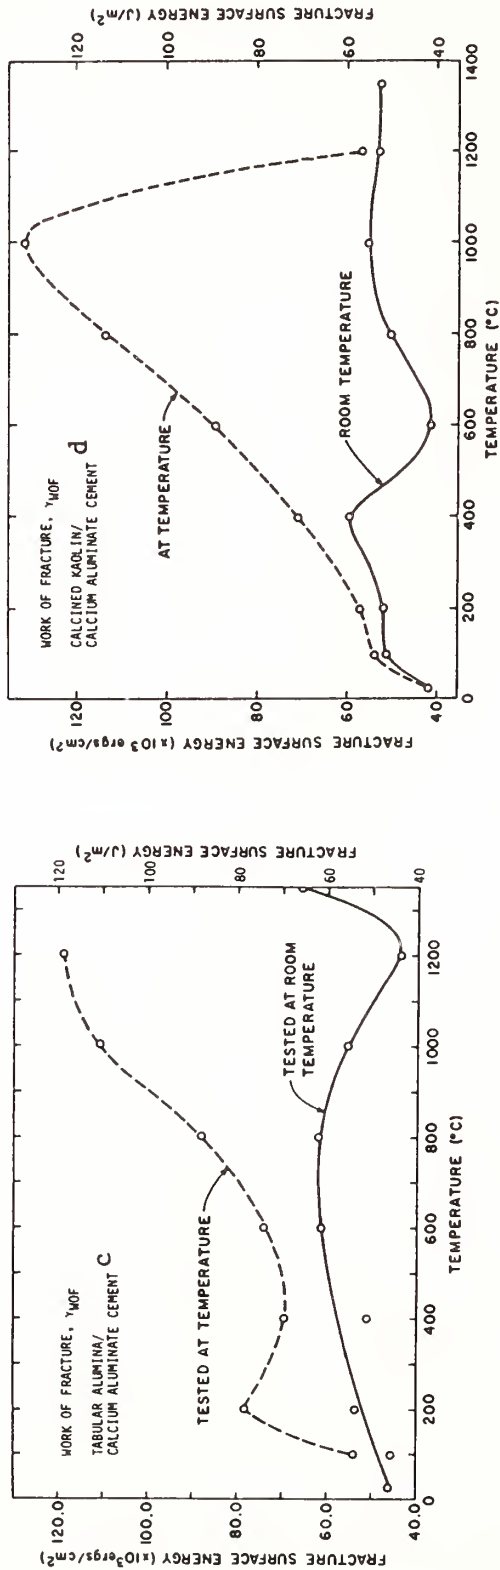 WORK OF FRACTURE, γWOF
TABULAR ALUMINA/
CALCIUM ALUMINATE CEMENT c
TESTED AT TEMPERATURE
TESTED AT ROOM
TEMPERATURE
FRACTURE SURFACE ENERGY (x10³ergs/cm²)
120.0
100.0
80.0
60.0
40.0
FRACTURE SURFACE ENERGY (J/m²)
120
100
80
60
40
0
200
400
600
800
1000
1200
TEMPERATURE (°C)
WORK OF FRACTURE, γWOF
CALCINED KAOLIN/
CALCIUM ALUMINATE CEMENT d
AT TEMPERATURE
ROOM TEMPERATURE
FRACTURE SURFACE ENERGY (x10³ ergs/cm²)
120
100.
80.0
60.0
40.0
FRACTURE SURFACE ENERGY (J/m²)
120
100
80
60
40
0
200
400
600
800
1000
1200
1400
TEMPERATURE (°C)